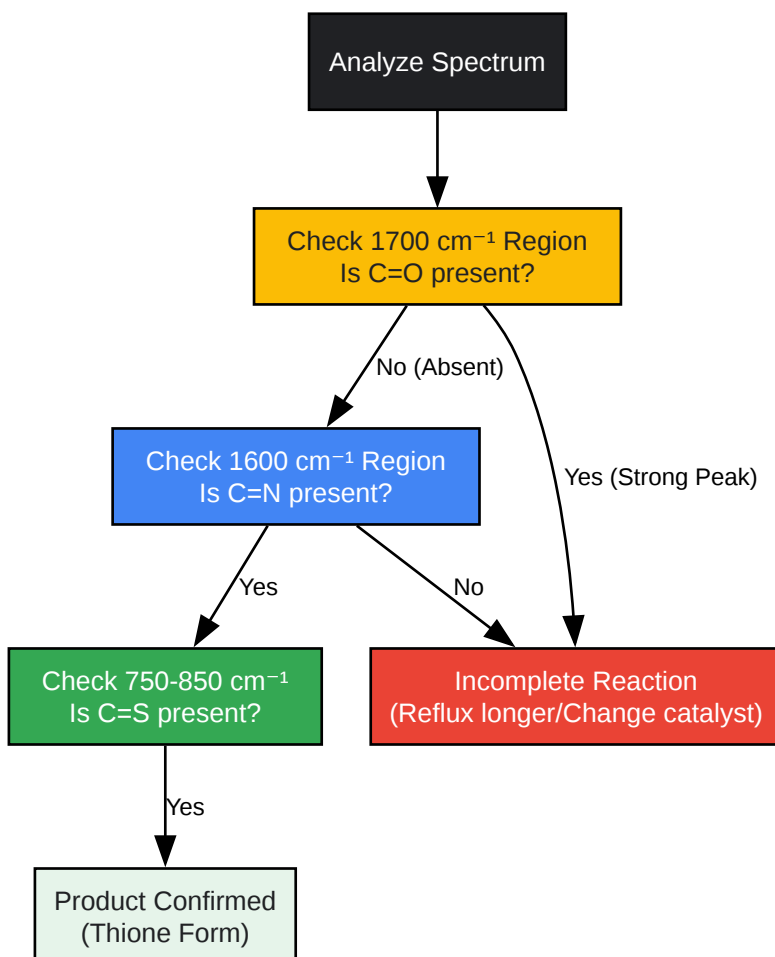 Analyze Spectrum
Check 1700 cm⁻¹ Region
Is C=O present?
No (Absent)
Check 1600 cm⁻¹ Region
Is C=N present?
Yes (Strong Peak)
Yes
No
Check 750-850 cm⁻¹
Is C=S present?
Incomplete Reaction
(Reflux longer/Change catalyst)
Yes
Product Confirmed
(Thione Form)